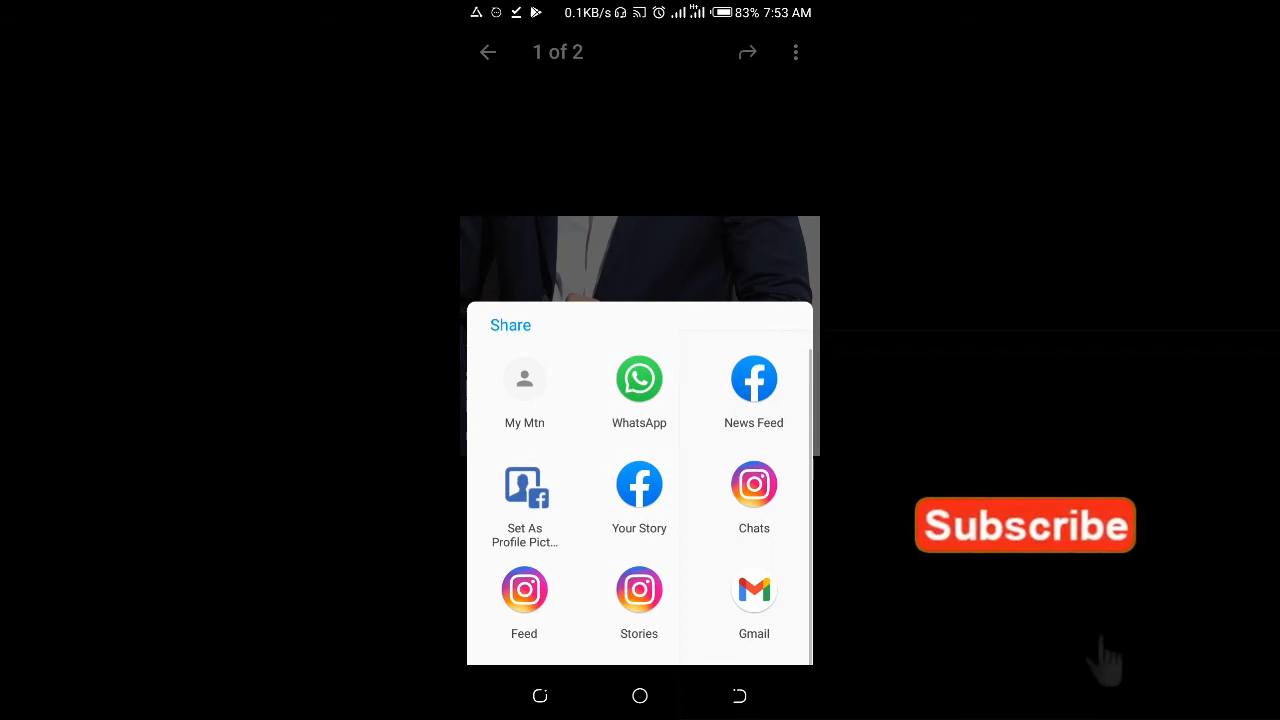 0.1KB/s H+ 83% 7:53 AM
1 of 2
Share
My Mtn
WhatsApp
News Feed
Set As
Profile Pict...
Your Story
Chats
Feed
Stories
Gmail
Subscribe